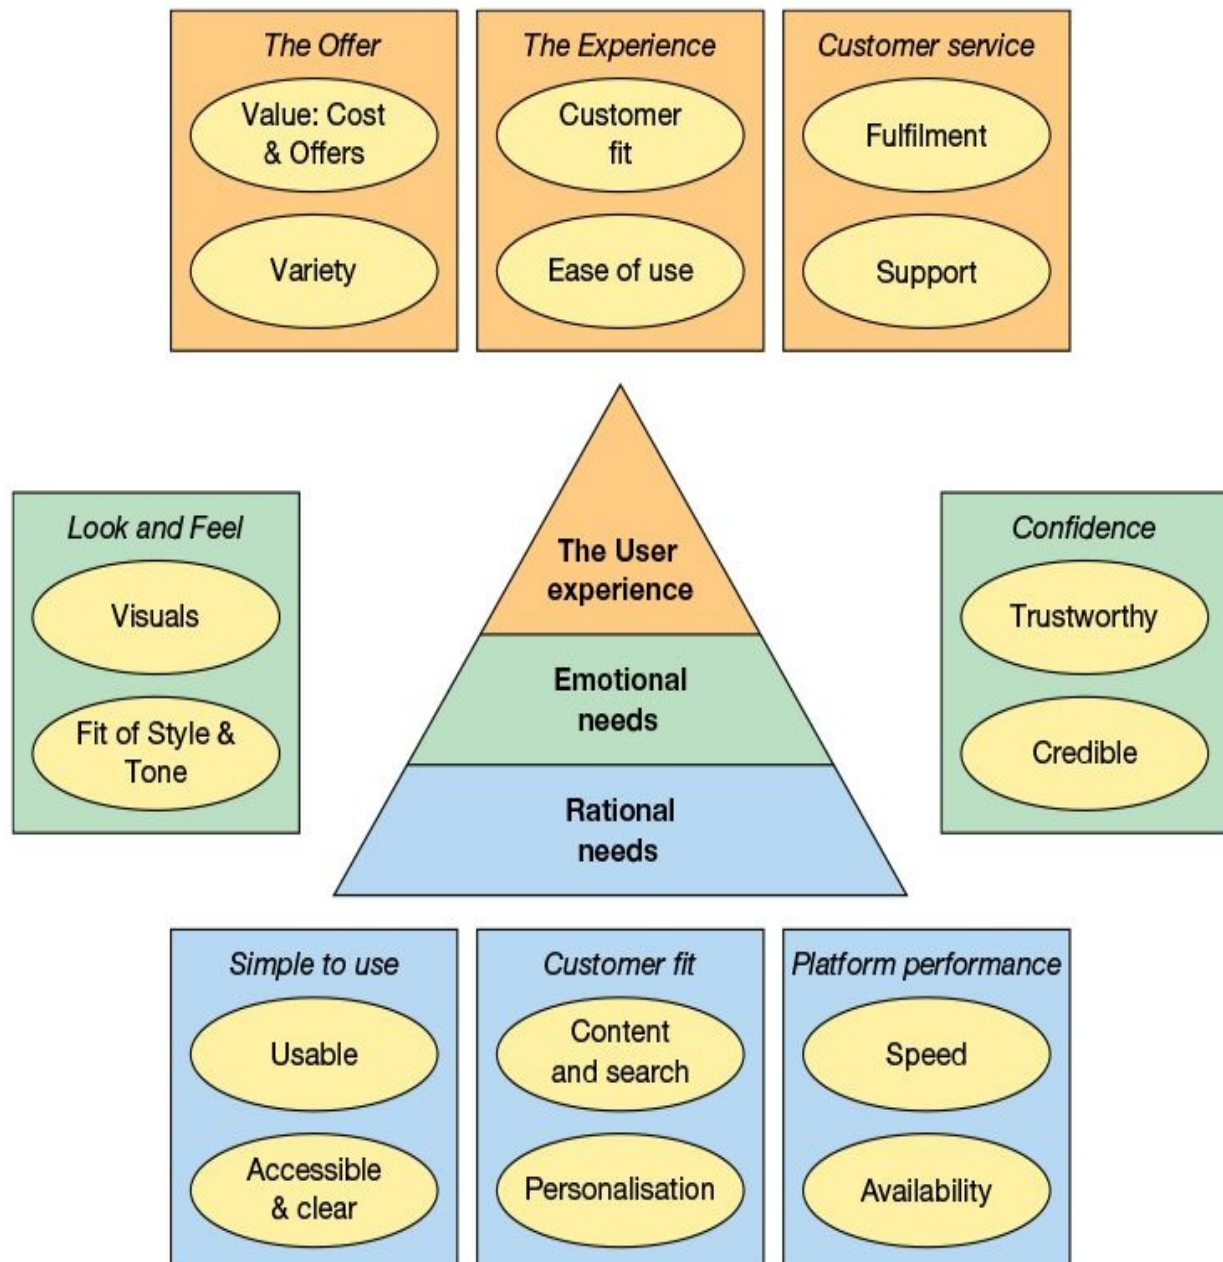 The Offer
Value: Cost
& Offers
Variety
The Experience
Customer
fit
Ease of use
Customer service
Fulfilment
Support
The User
experience
Emotional
needs
Rational
needs
Look and Feel
Visuals
Fit of Style &
Tone
Confidence
Trustworthy
Credible
Simple to use
Usable
Accessible
& clear
Customer fit
Content
and search
Personalisation
Platform performance
Speed
Availability